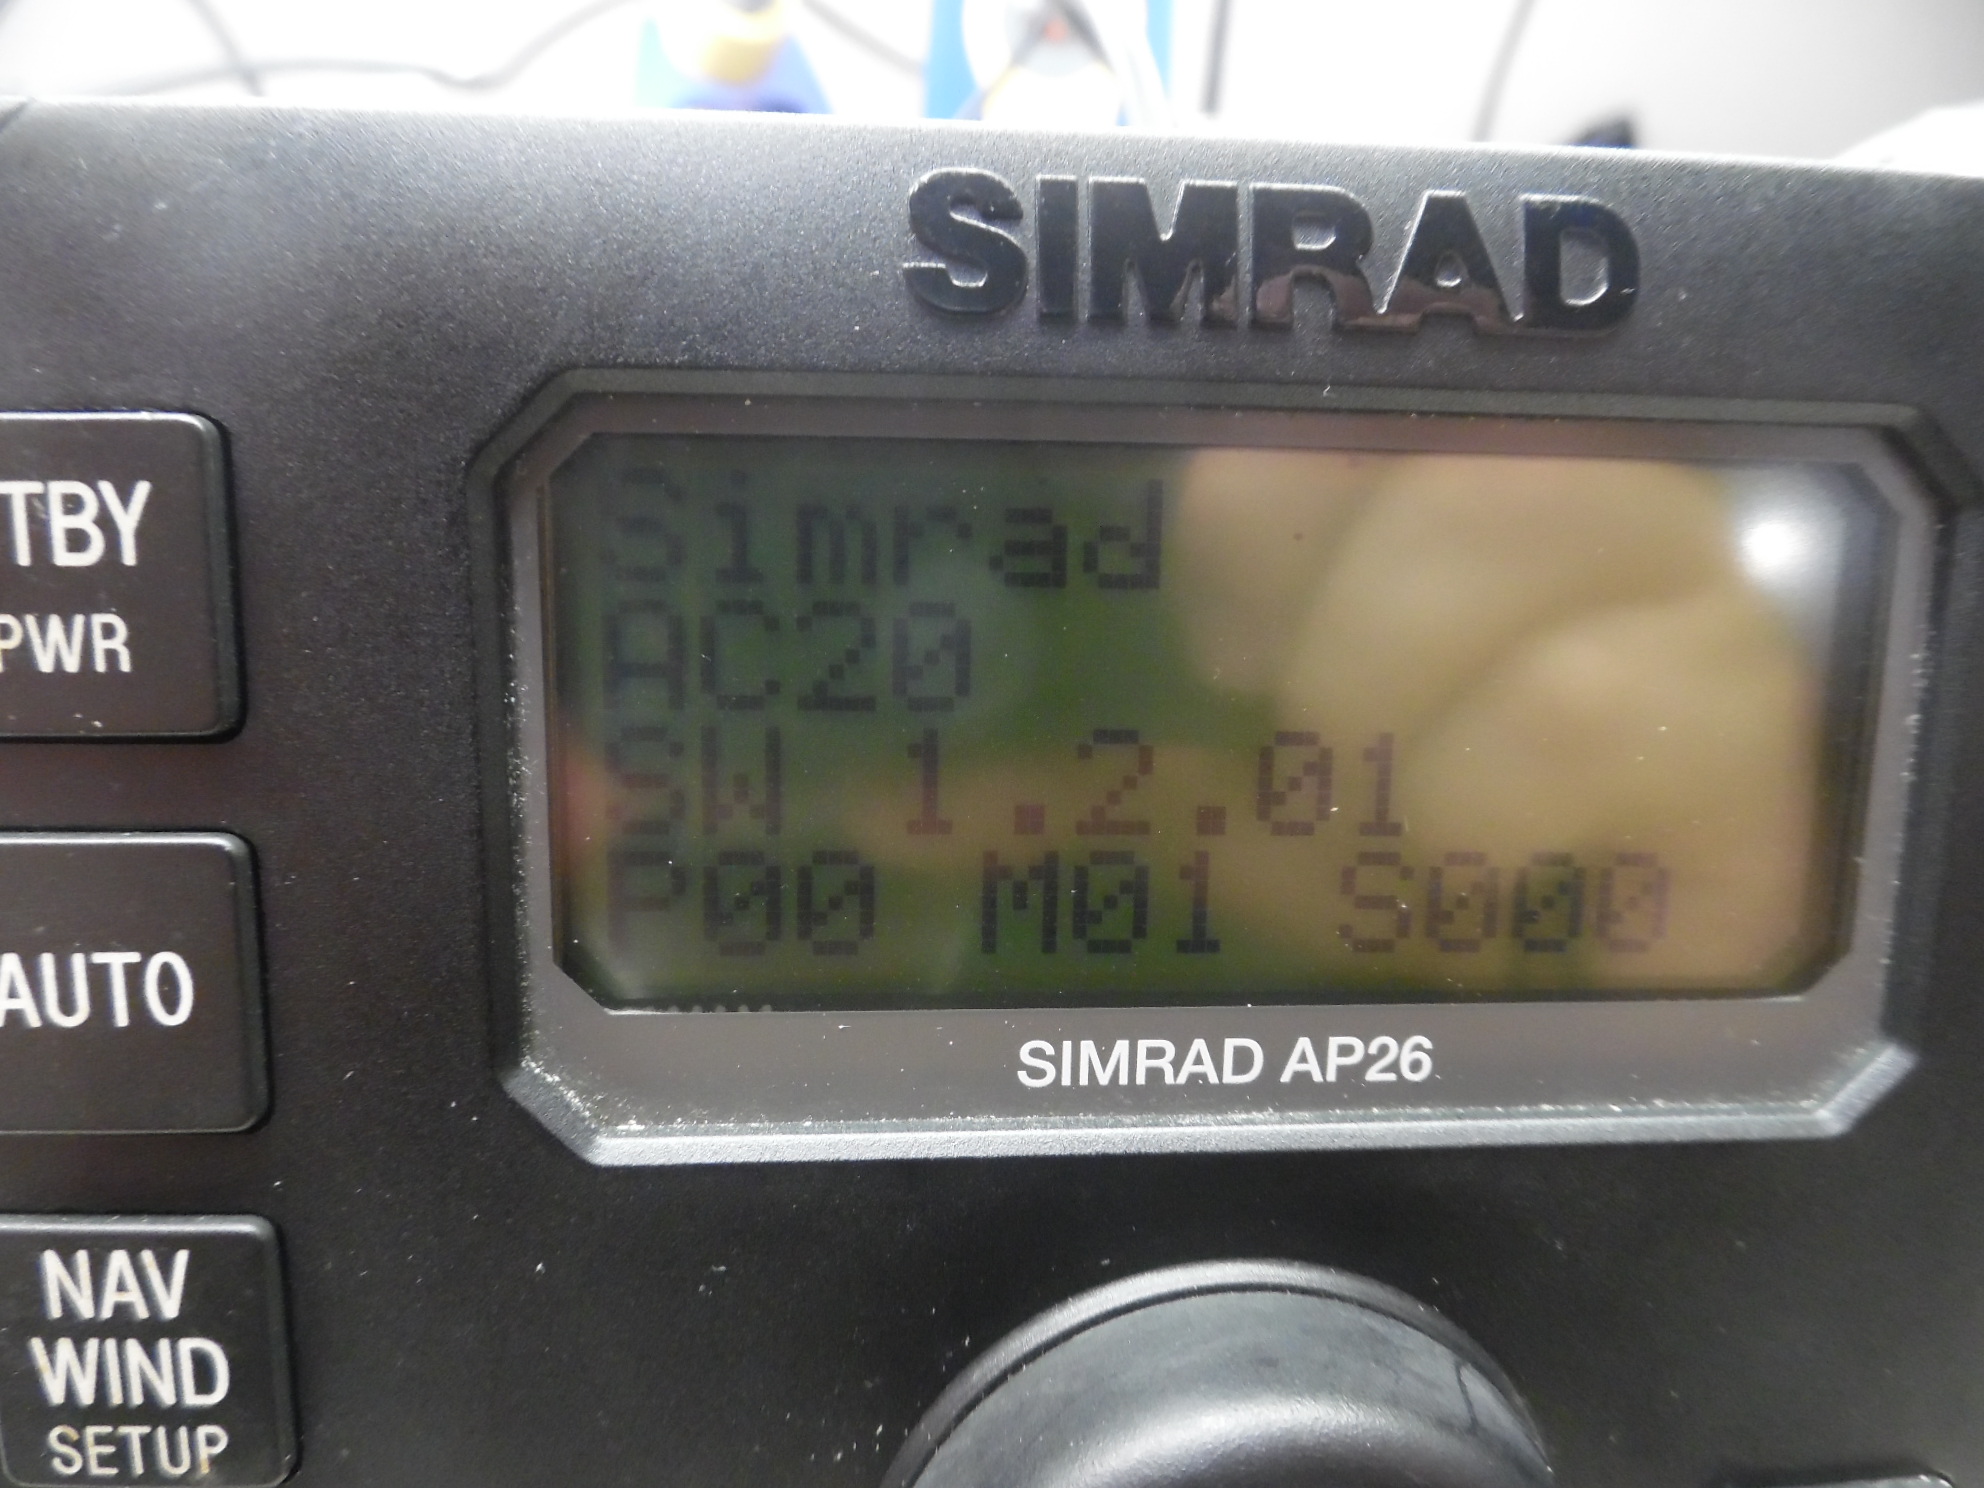 SIMRAD
Simrad
AC20
SW 1.2.01
P00 M01 S000
SIMRAD AP26
TBY
PWR
AUTO
NAV
WIND
SETUP